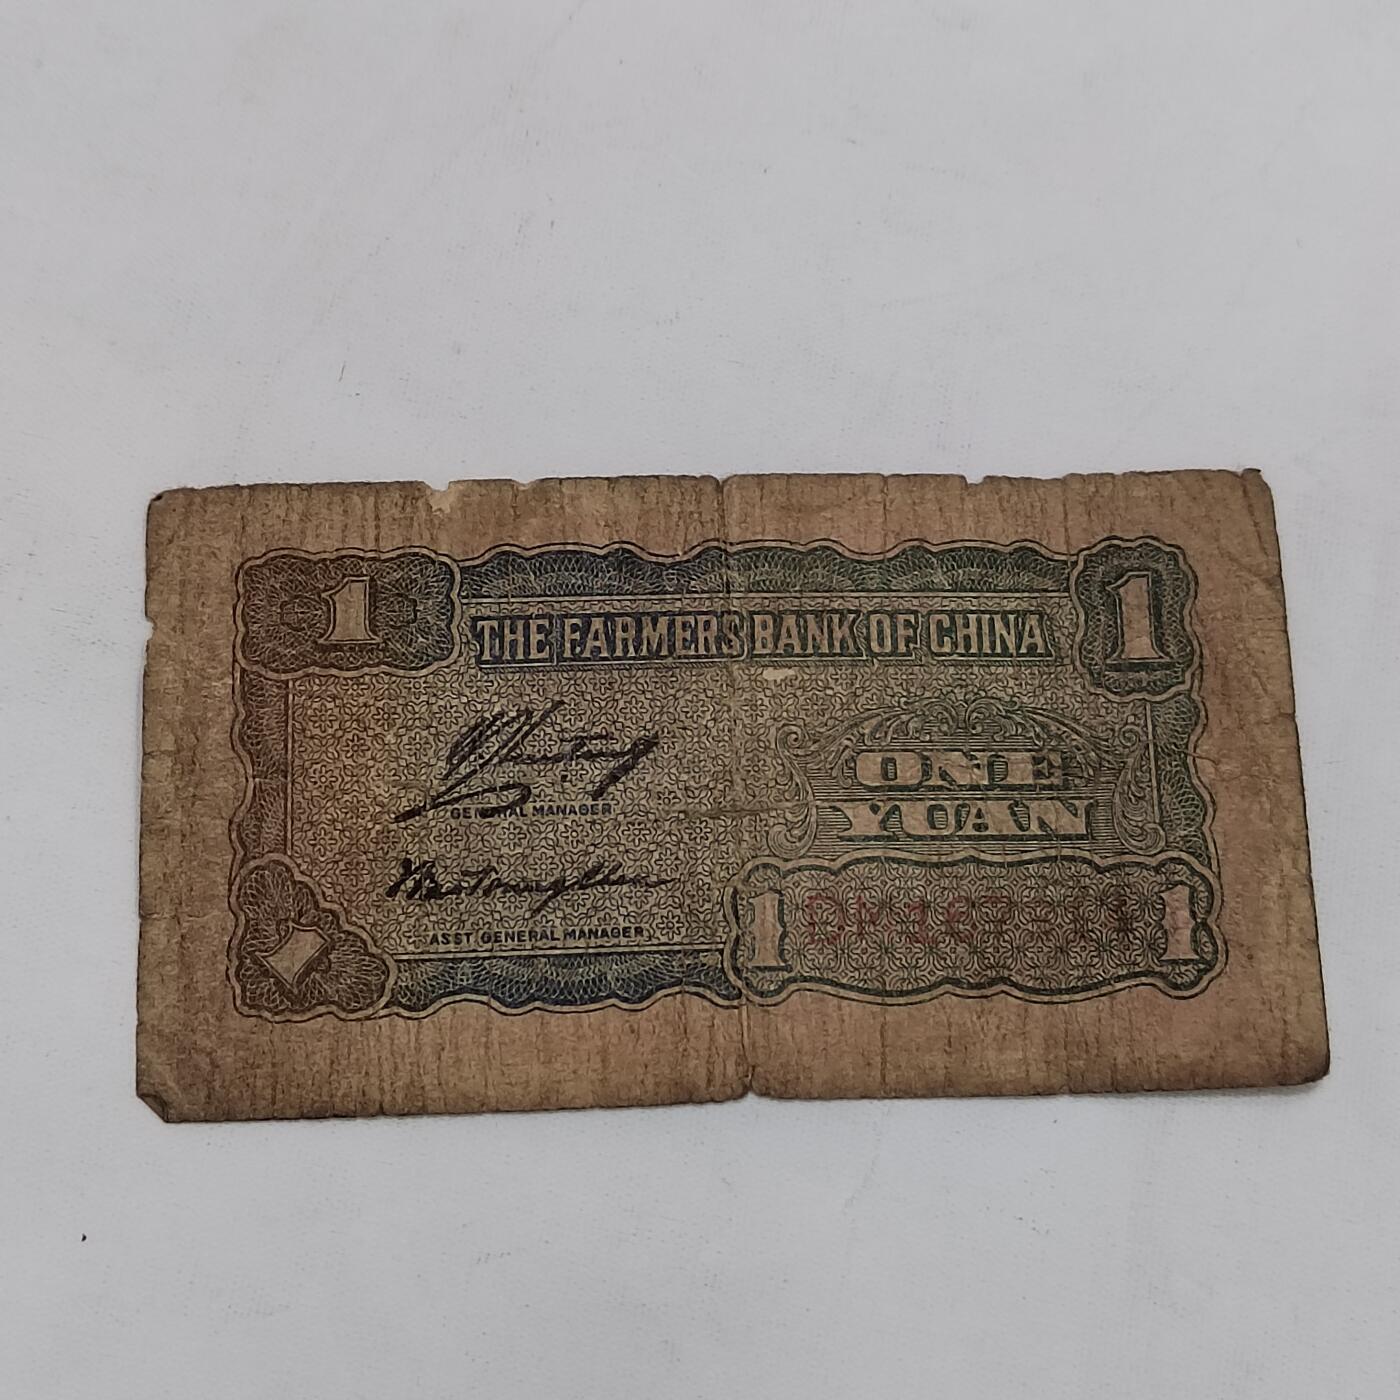 1 1
THE FARMERS BANK OF CHINA
GENERAL MANAGER
ONE
YUAN
ASST GENERAL MANAGER
1 1